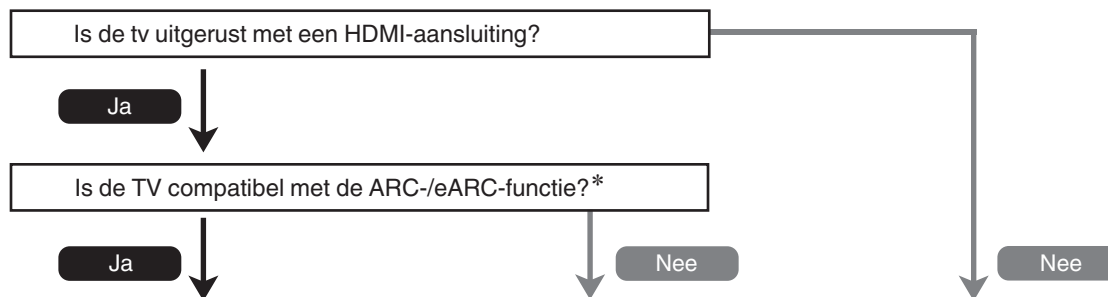 Is de tv uitgerust met een HDMI-aansluiting?
Ja
Is de TV compatibel met de ARC-/eARC-functie?*
Ja
Nee
Nee